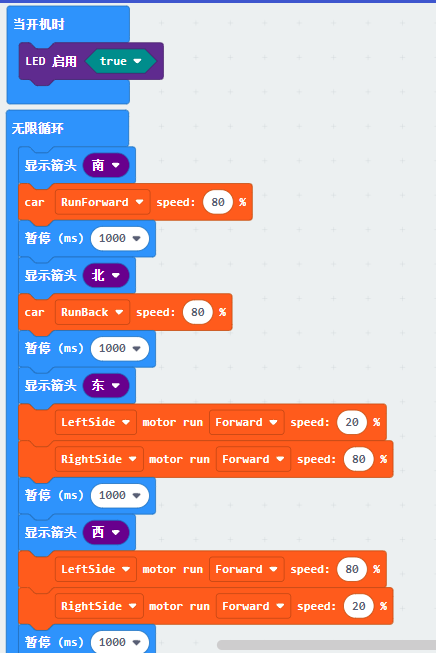 当开机时
LED 启用 true
无限循环
显示箭头 南
car RunForward speed: 80 %
暂停 (ms) 1000
显示箭头 北
car RunBack speed: 80 %
暂停 (ms) 1000
显示箭头 东
LeftSide motor run Forward speed: 20 %
RightSide motor run Forward speed: 80 %
暂停 (ms) 1000
显示箭头 西
LeftSide motor run Forward speed: 80 %
RightSide motor run Forward speed: 20 %
暂停 (ms) 1000